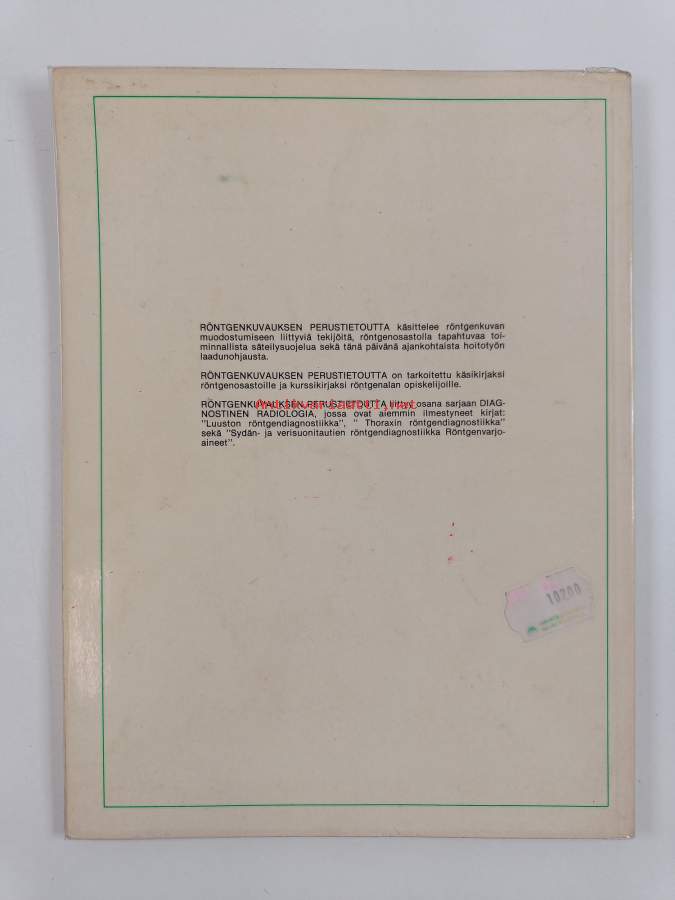 RÖNTGENKUVAUKSEN PERUSTIETOUTTA käsittelee röntgenkuvan
muodostumiseen liittyviä tekijöitä, röntgenosastolla tapahtuvaa toi-
minnallista säteilysuojelua sekä tänä päivänä ajankohtaista hoitotyön
laadunohjausta.
RÖNTGENKUVAUKSEN PERUSTIETOUTTA on tarkoitettu käsikirjaksi
röntgenosastoille ja kurssikirjaksi röntgenalan opiskelijoille.
RÖNTGENKUVAUKSEN PERUSTIETOUTTA liittyy osana sarjaan DIAG-
NOSTINEN RADIOLOGIA, jossa ovat aiemmin ilmestyneet kirjat:
"Luuston röntgendiagnostiikka", " Thoraxin röntgendiagnostiikka"
sekä "Sydän- ja verisuonitautien röntgendiagnostiikka Röntgenvarjo-
aineet".
10200